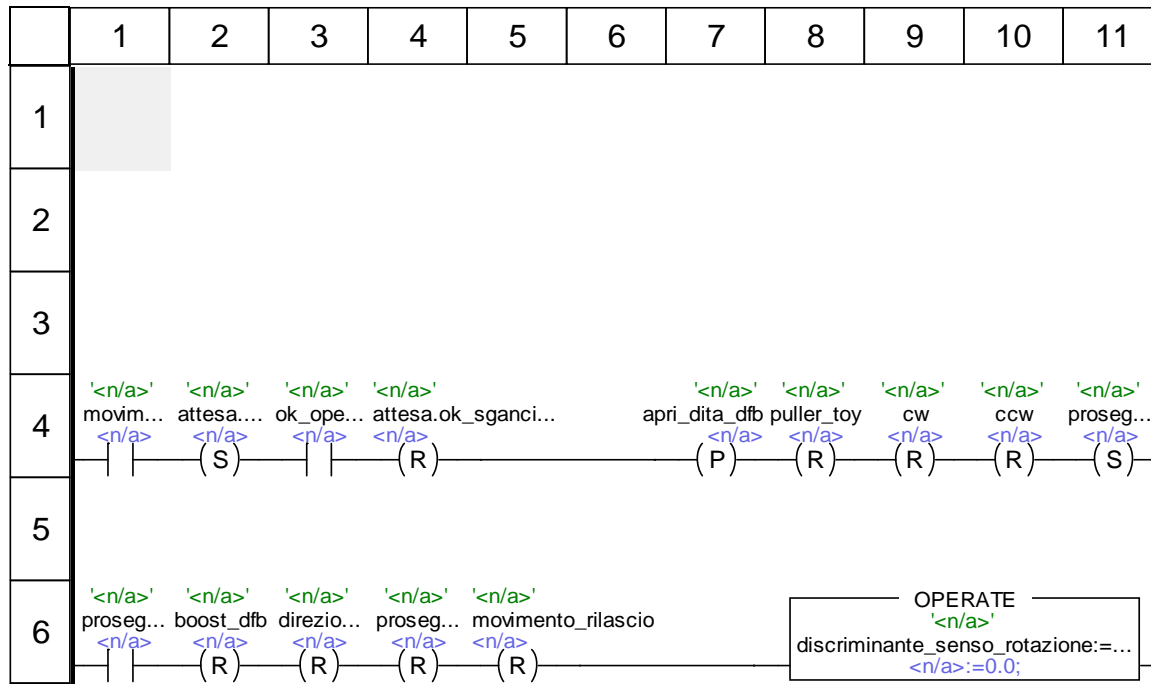 1 2 3 4 5 6 7 8 9 10 11
1
2
3
4
'<n/a>' '<n/a>' '<n/a>' '<n/a>' '<n/a>' '<n/a>' '<n/a>' '<n/a>' '<n/a>'
movim... attesa.... ok_ope... attesa.ok_sganci... apri_dita_dfb puller_toy cw ccw proseg...
<n/a> <n/a> <n/a> <n/a> <n/a> <n/a> <n/a> <n/a> <n/a>
S R P R R R S
5
6
'<n/a>' '<n/a>' '<n/a>' '<n/a>' '<n/a>'
proseg... boost_dfb direzio... proseg... movimento_rilascio
<n/a> <n/a> <n/a> <n/a> <n/a>
R R R R
OPERATE
'<n/a>'
discriminante_senso_rotazione:=...
<n/a>:=0.0;